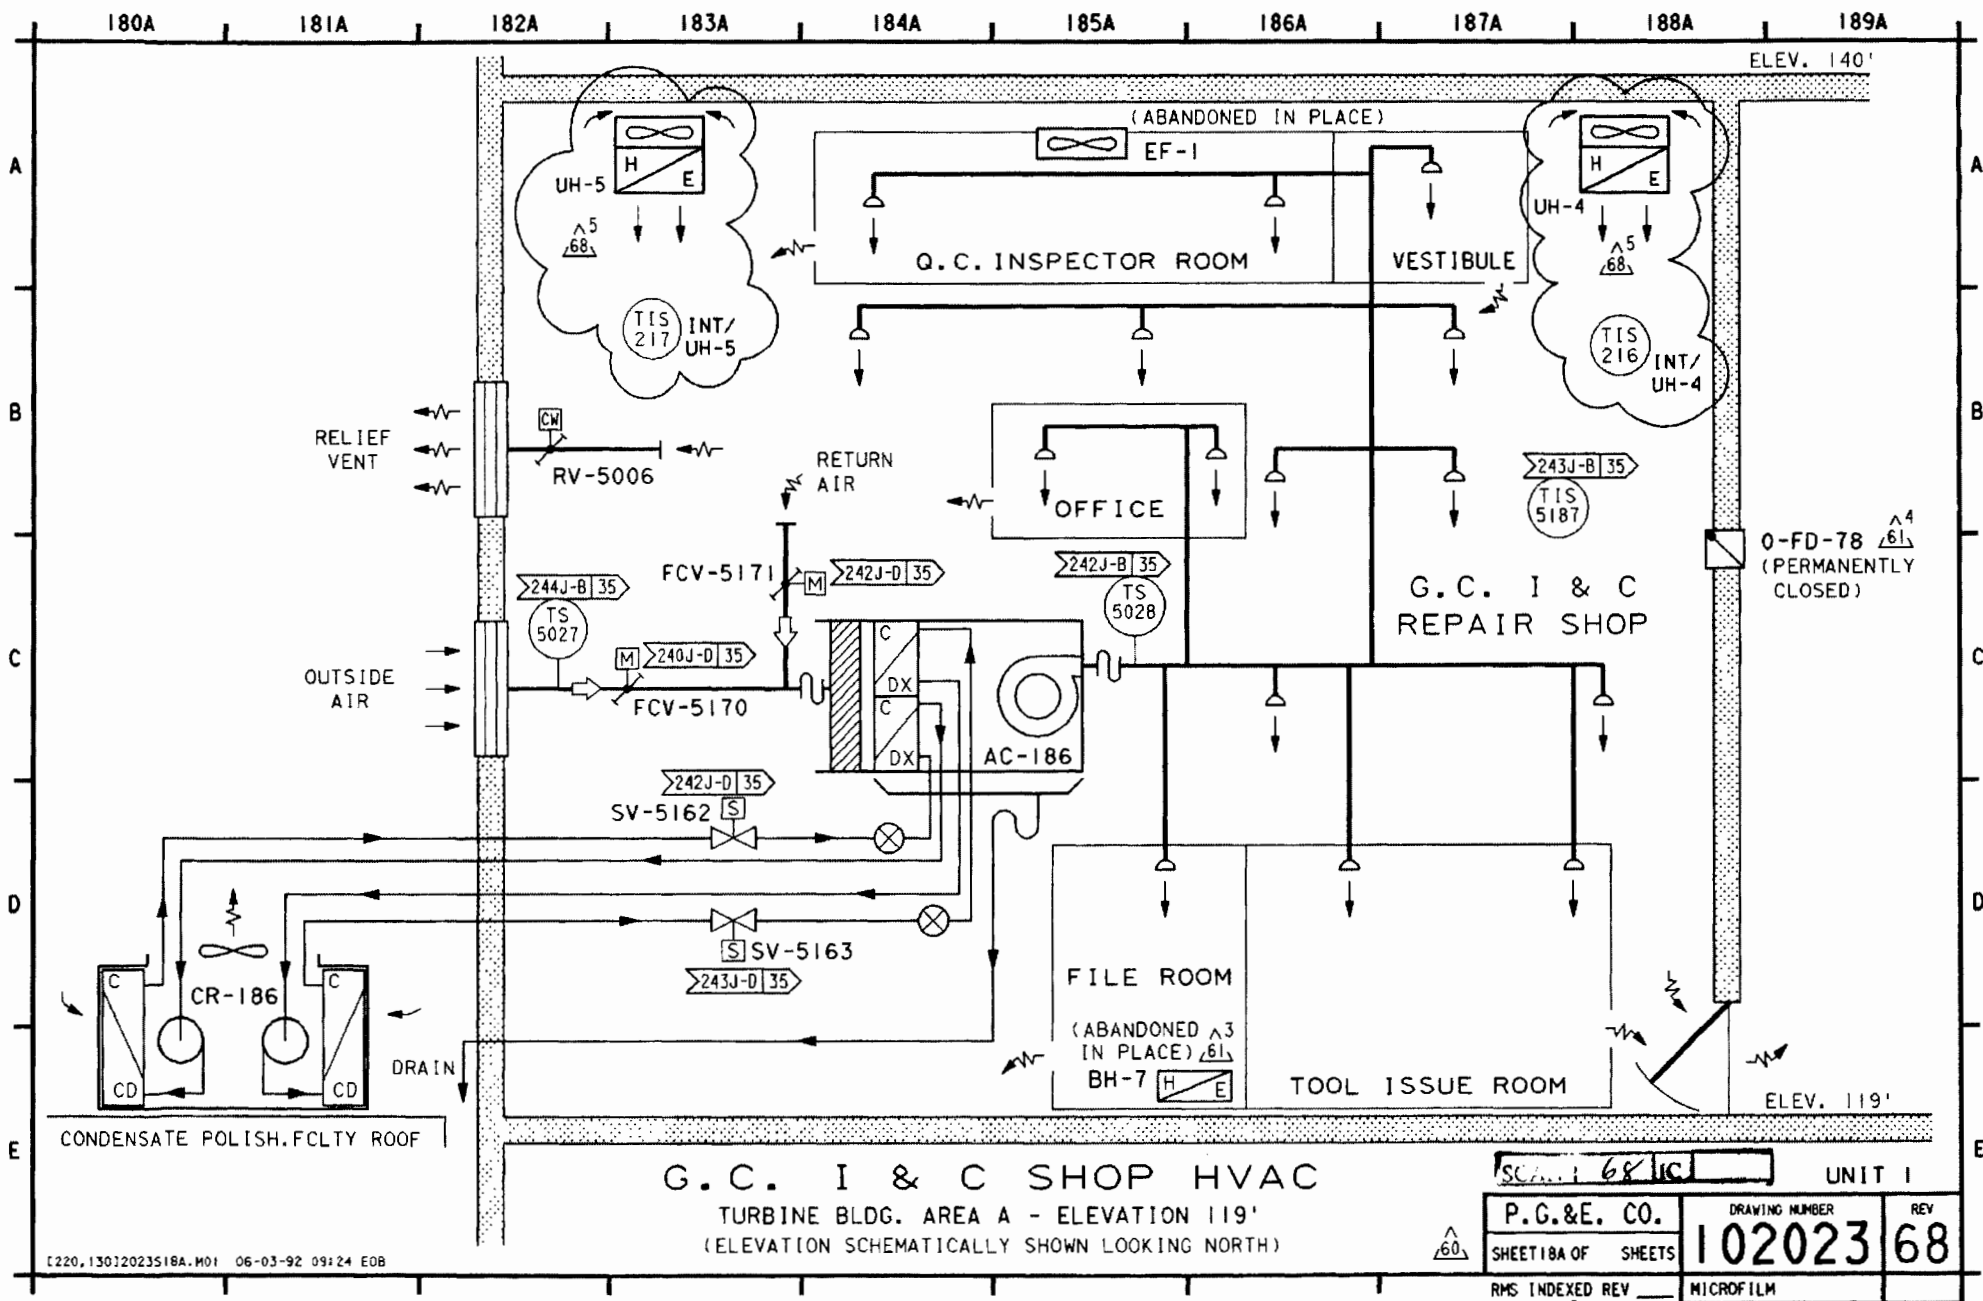 180A 181A 182A 183A 184A 185A 186A 187A 188A 189A
ELEV. 140'
A
A
(ABANDONED IN PLACE)
EF-1
H
E
UH-5
5
68
TIS
217
INT/
UH-5
Q.C. INSPECTOR ROOM
VESTIBULE
H
E
UH-4
5
68
TIS
216
INT/
UH-4
B
B
RELIEF
VENT
CW
RV-5006
RETURN
AIR
OFFICE
243J-B 35
TIS
5187
O-FD-78
4
61
(PERMANENTLY
CLOSED)
FCV-5171
M
242J-D 35
242J-B 35
TS
5028
244J-B 35
TS
5027
G.C. I & C
REPAIR SHOP
C
C
M
240J-D 35
OUTSIDE
AIR
FCV-5170
C
DX
C
DX
AC-186
242J-D 35
SV-5162
S
D
D
S
SV-5163
243J-D 35
C
CD
CR-186
C
CD
DRAIN
FILE ROOM
(ABANDONED
IN PLACE)
3
61
BH-7
H
E
TOOL ISSUE ROOM
ELEV. 119'
CONDENSATE POLISH.FCLTY ROOF
E
E
G.C. I & C SHOP HVAC
TURBINE BLDG. AREA A - ELEVATION 119'
(ELEVATION SCHEMATICALLY SHOWN LOOKING NORTH)
68 IC
UNIT 1
60
P.G.&E. CO.
SHEET18A OF SHEETS
DRAWING NUMBER
102023
REV
68
RMS INDEXED REV
MICROFILM
[220,130]2023S18A.M01 06-03-92 09:24 EOB